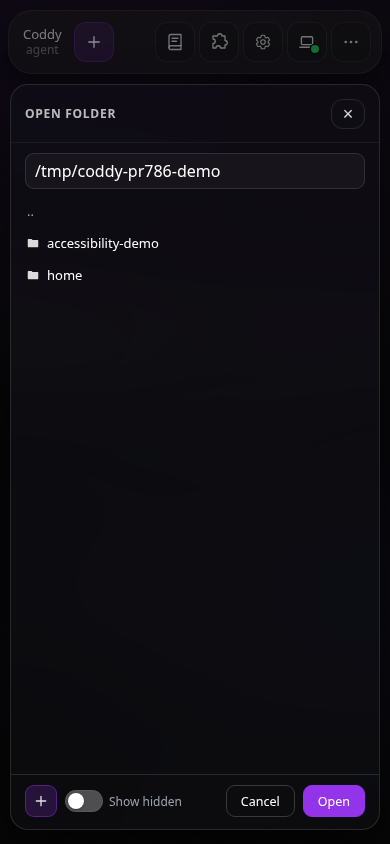 Coddy
agent
OPEN FOLDER
/tmp/coddy-pr786-demo
..
accessibility-demo
home
Show hidden
Cancel
Open